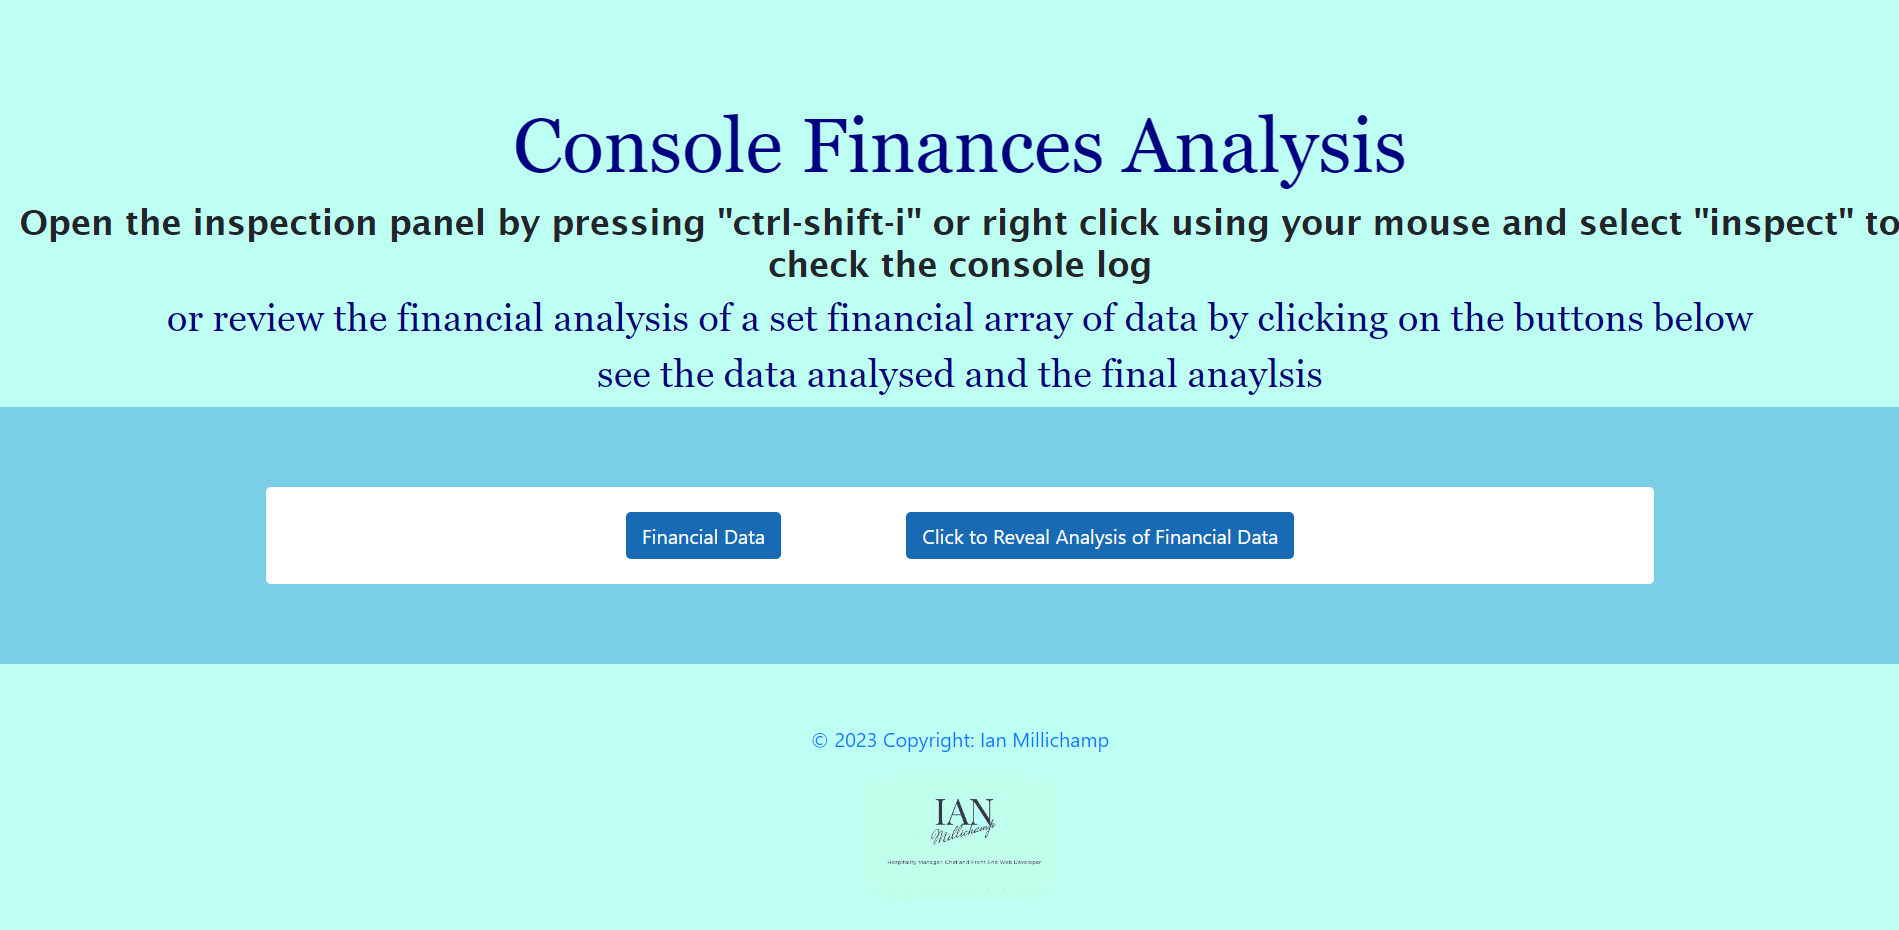 Console Finances Analysis
Open the inspection panel by pressing "ctrl-shift-i" or right click using your mouse and select "inspect" to
check the console log
or review the financial analysis of a set financial array of data by clicking on the buttons below
see the data analysed and the final anaylsis
Financial Data
Click to Reveal Analysis of Financial Data
© 2023 Copyright: Ian Millichamp
IAN
Millichamp
Hospitality Manager, Chef and Front End Web Developer